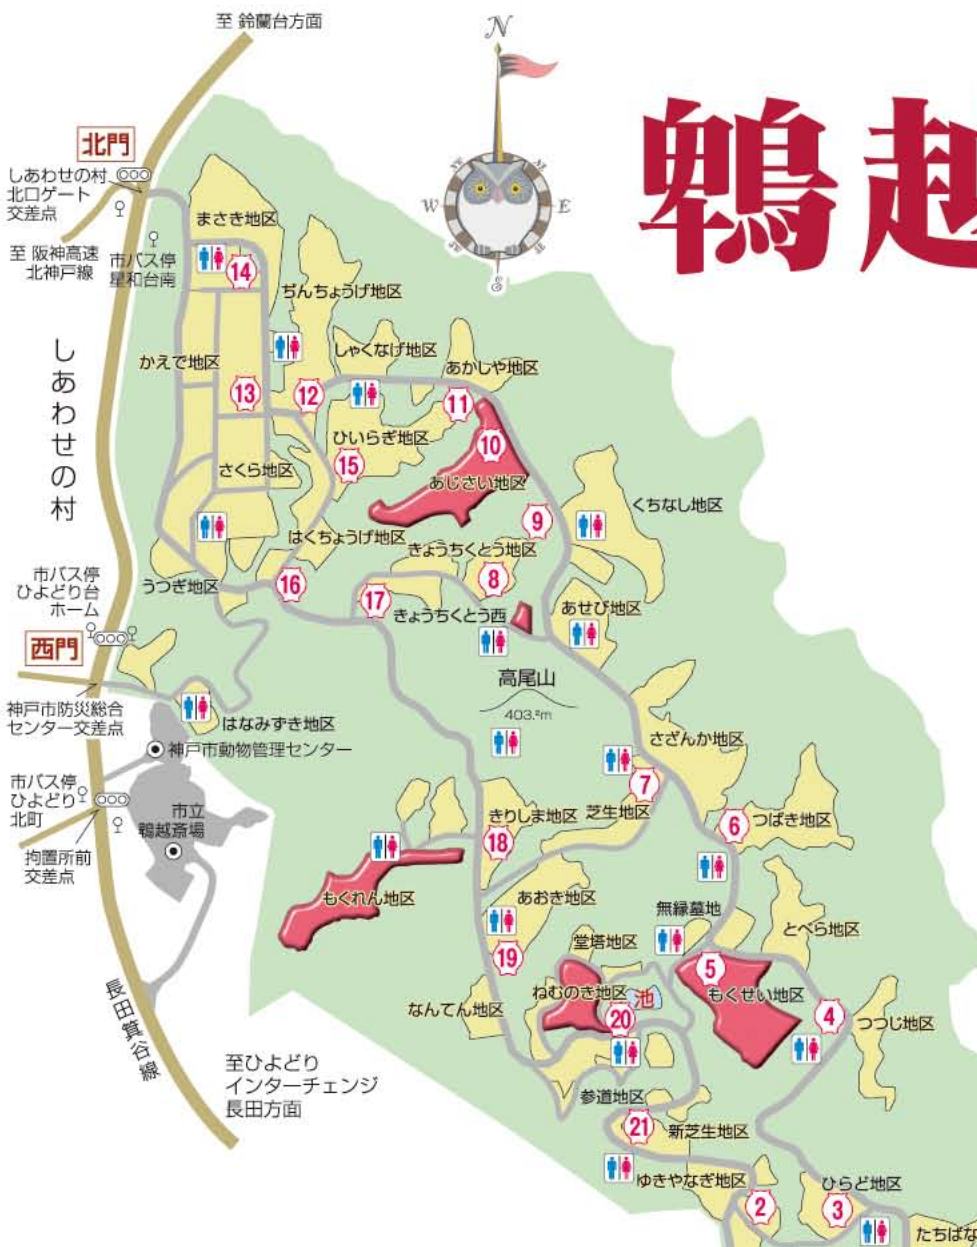 至 鈴蘭台方面
N
W
E
S
NW
NE
SW
SE
鵯越
北門
しあわせの村
北口ゲート
交差点
至 阪神高速
北神戸線
市バス停
星和台南
まさき地区
14
ぢんちょうげ地区
しゃくなげ地区
あかしや地区
かえで地区
しあわせの村
13
12
11
10
ひいらぎ地区
15
さくら地区
あじさい地区
9
くちなし地区
はくちょうげ地区
きょうちくとう地区
8
うつぎ地区
16
17
きょうちくとう西
あせび地区
市バス停
ひよどり台
ホーム
西門
神戸市防災総合
センター交差点
はなみずき地区
神戸市動物管理センター
高尾山
403.²m
さざんか地区
7
芝生地区
6
つばき地区
市バス停
ひよどり
北町
市立
鵯越斎場
拘置所前
交差点
きりしま地区
18
もくれん地区
あおき地区
19
無縁墓地
とべら地区
堂塔地区
5
もくせい地区
ねむのき地区
池
20
4
つつじ地区
なんてん地区
長田箕谷線
至ひよどり
インターチェンジ
長田方面
参道地区
21
新芝生地区
ゆきやなぎ地区
2
ひらど地区
3
たちばな